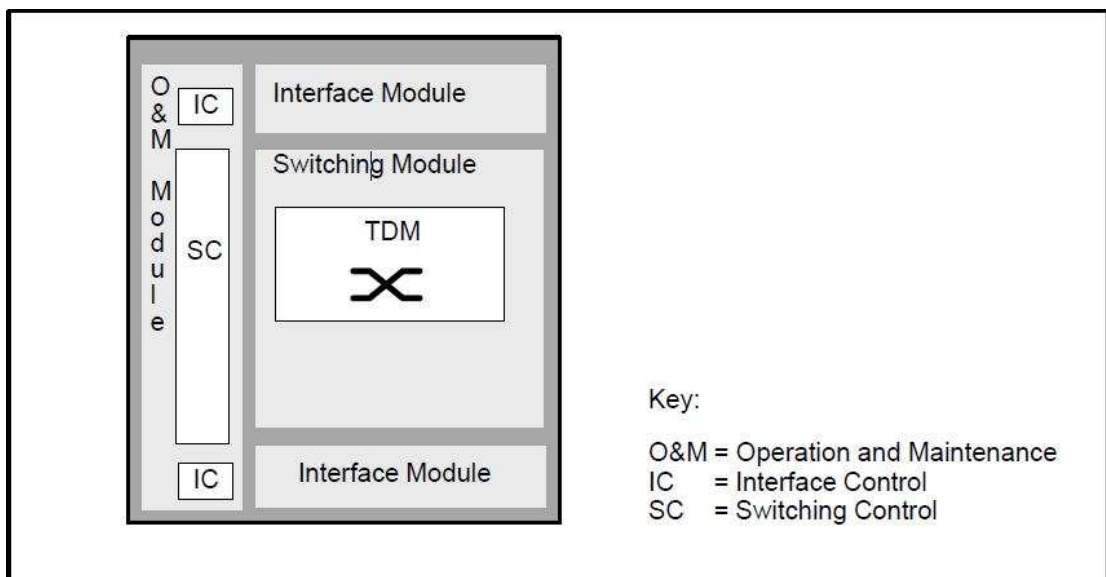 O&M Module
IC
SC
IC
Interface Module
Switching Module
TDM
Interface Module
Key:
O&M = Operation and Maintenance
IC = Interface Control
SC = Switching Control